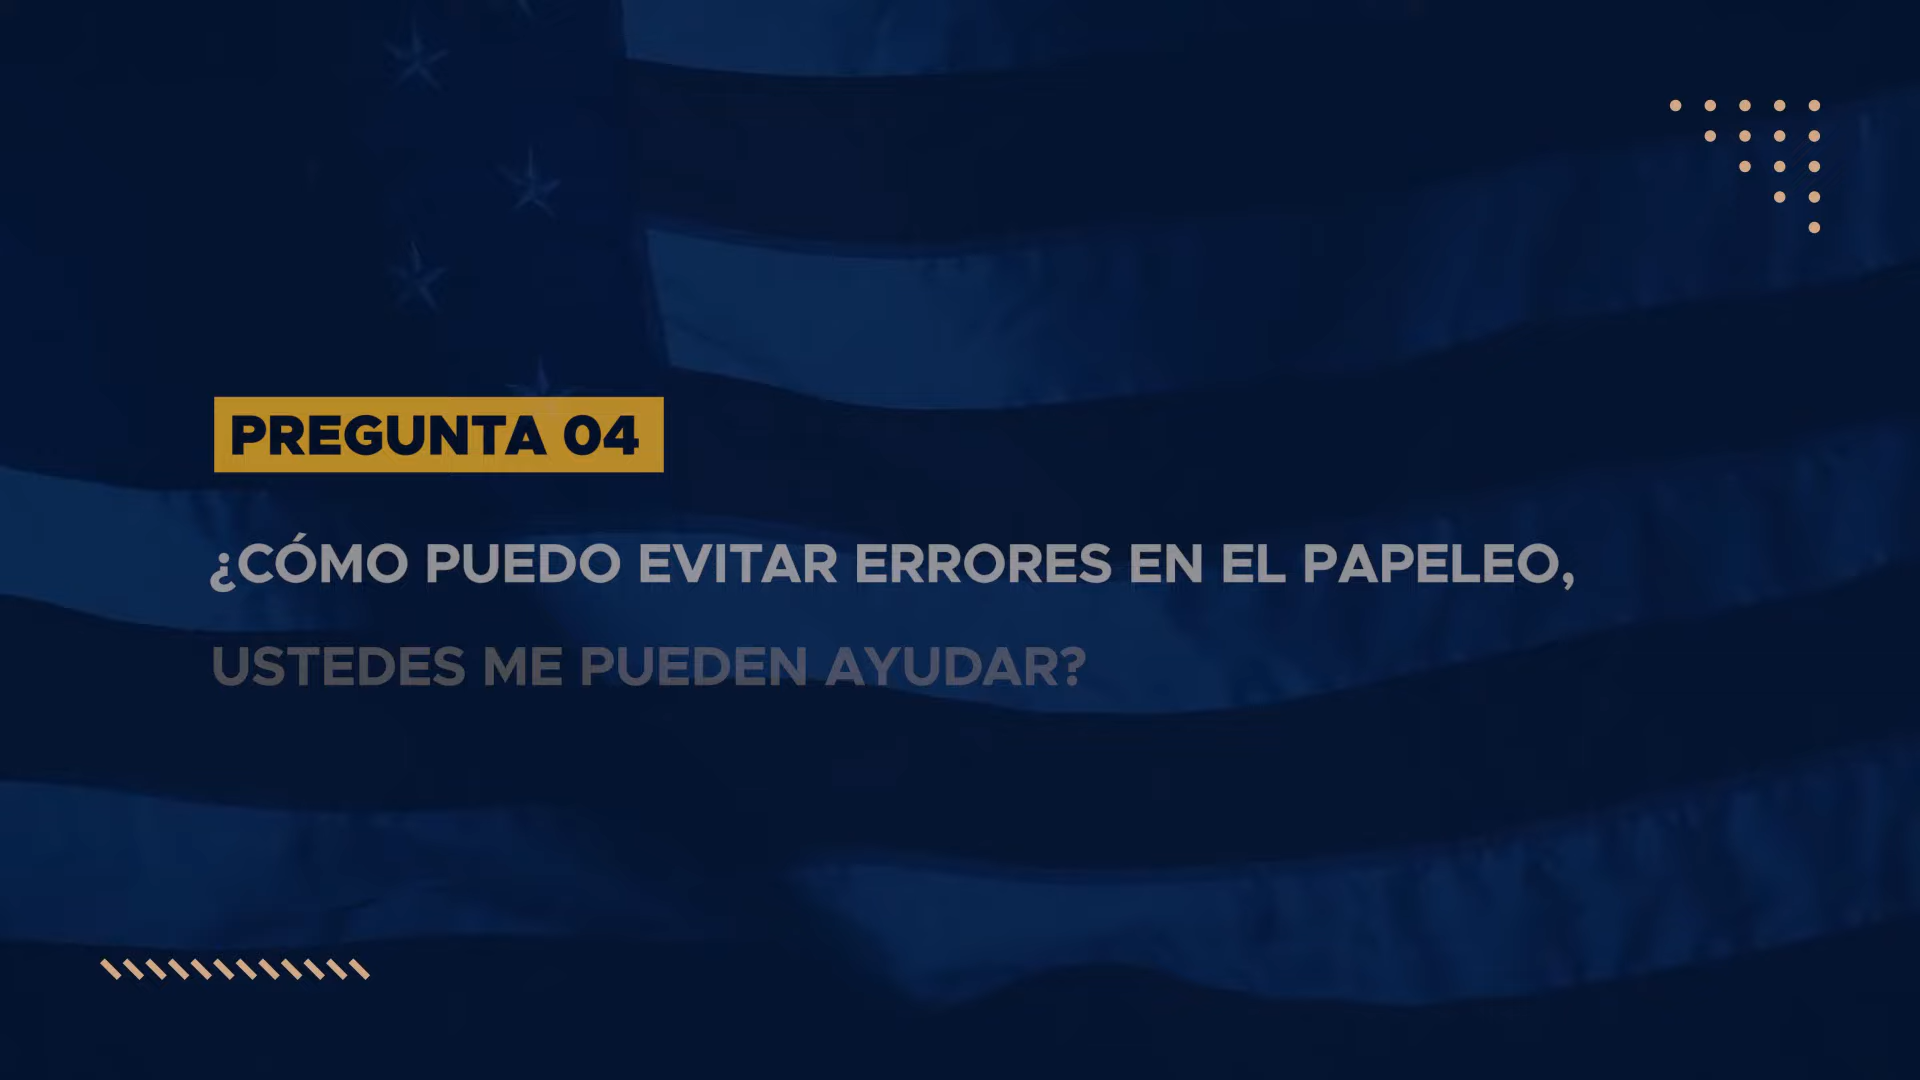 PREGUNTA 04
¿CÓMO PUEDO EVITAR ERRORES EN EL PAPELEO,
USTEDES ME PUEDEN AYUDAR?